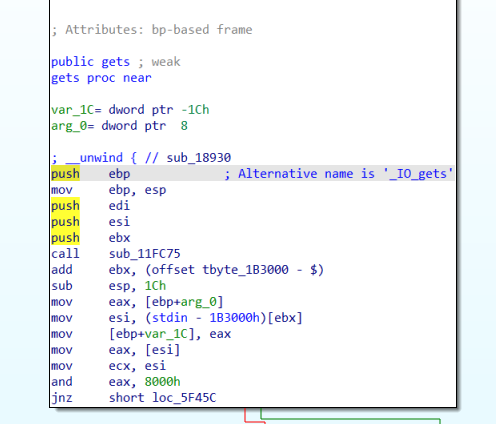 ; Attributes: bp-based frame
public gets ; weak
gets proc near
var_1C= dword ptr -1Ch
arg_0= dword ptr  8
; __unwind { // sub_18930
push    ebp             ; Alternative name is '_IO_gets'
mov     ebp, esp
push    edi
push    esi
push    ebx
call    sub_11FC75
add     ebx, (offset tbyte_1B3000 - $)
sub     esp, 1Ch
mov     eax, [ebp+arg_0]
mov     esi, (stdin - 1B3000h)[ebx]
mov     [ebp+var_1C], eax
mov     eax, [esi]
mov     ecx, esi
and     eax, 8000h
jnz     short loc_5F45C